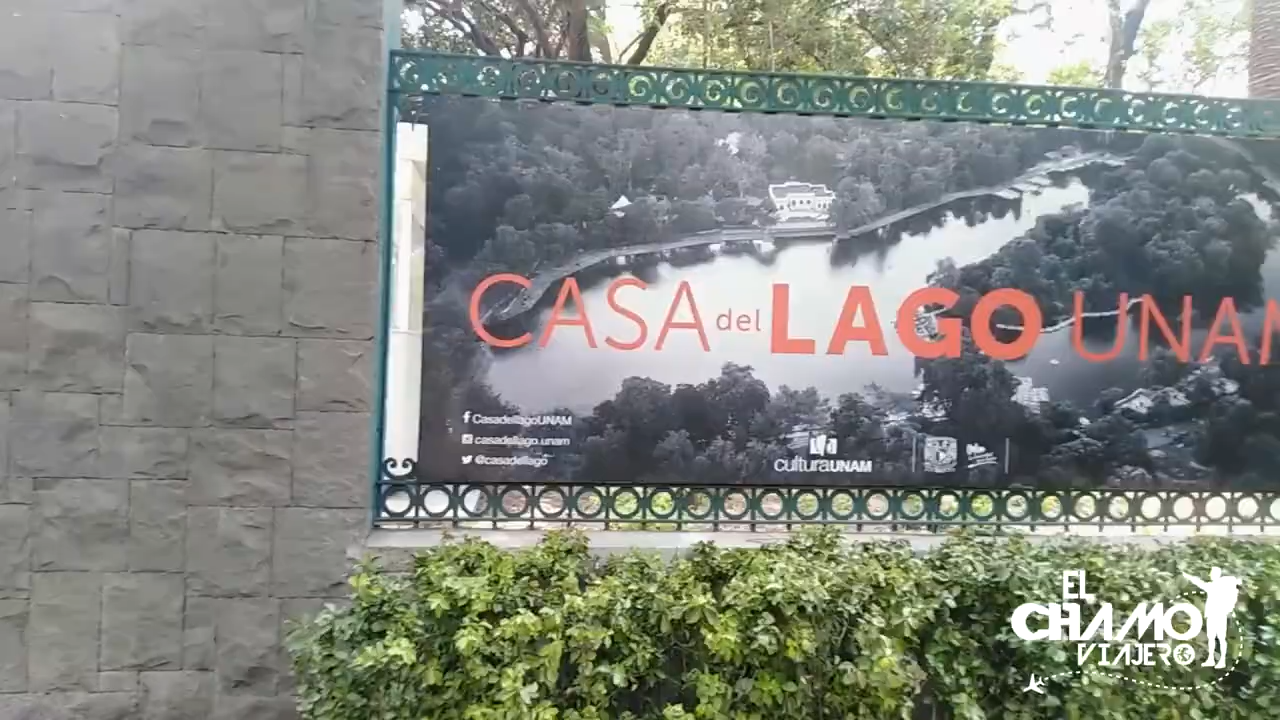 CASA del LAGO UNAM
CasadellagoUNAM
casadellago.unam
@casadellago
culturaUNAM
EL
CHAMO
VIAJERO